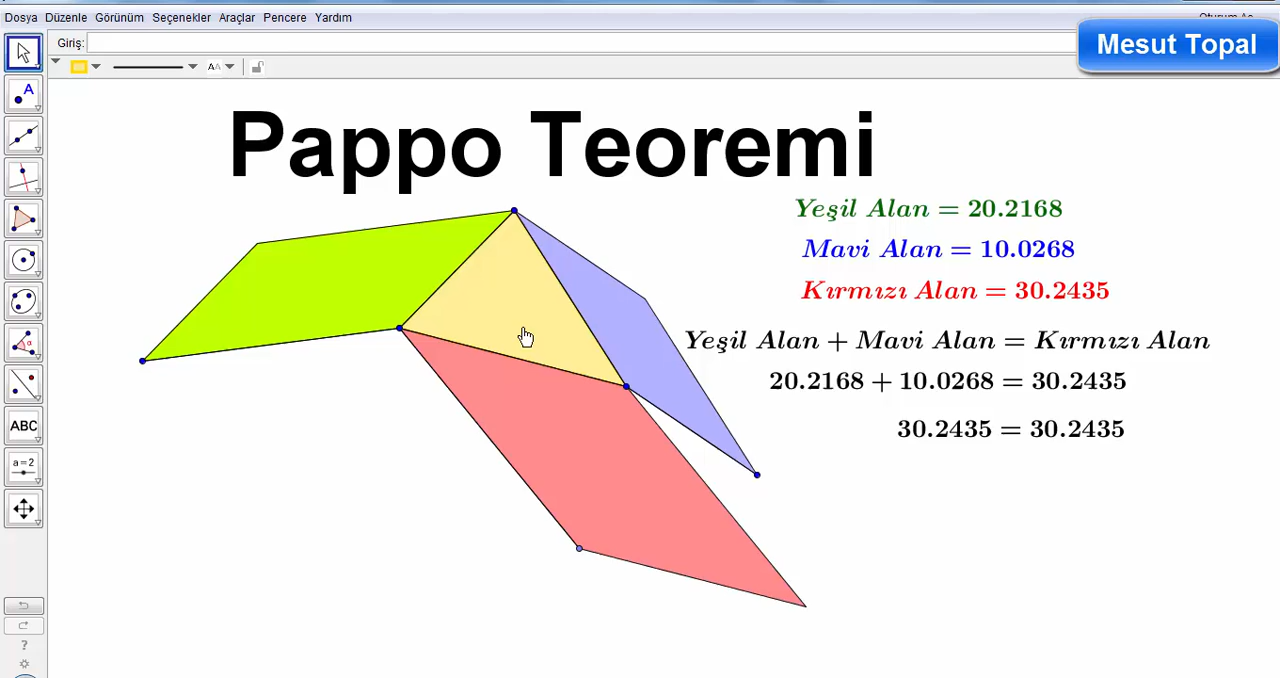 Dosya Düzenle Görünüm Seçenekler Araçlar Pencere Yardım
Giriş:
Mesut Topal
AA
Pappo Teoremi
Yeşil Alan = 20.2168
Mavi Alan = 10.0268
Kırmızı Alan = 30.2435
Yeşil Alan + Mavi Alan = Kırmızı Alan
20.2168 + 10.0268 = 30.2435
30.2435 = 30.2435
A
α
ABC
a=2
?